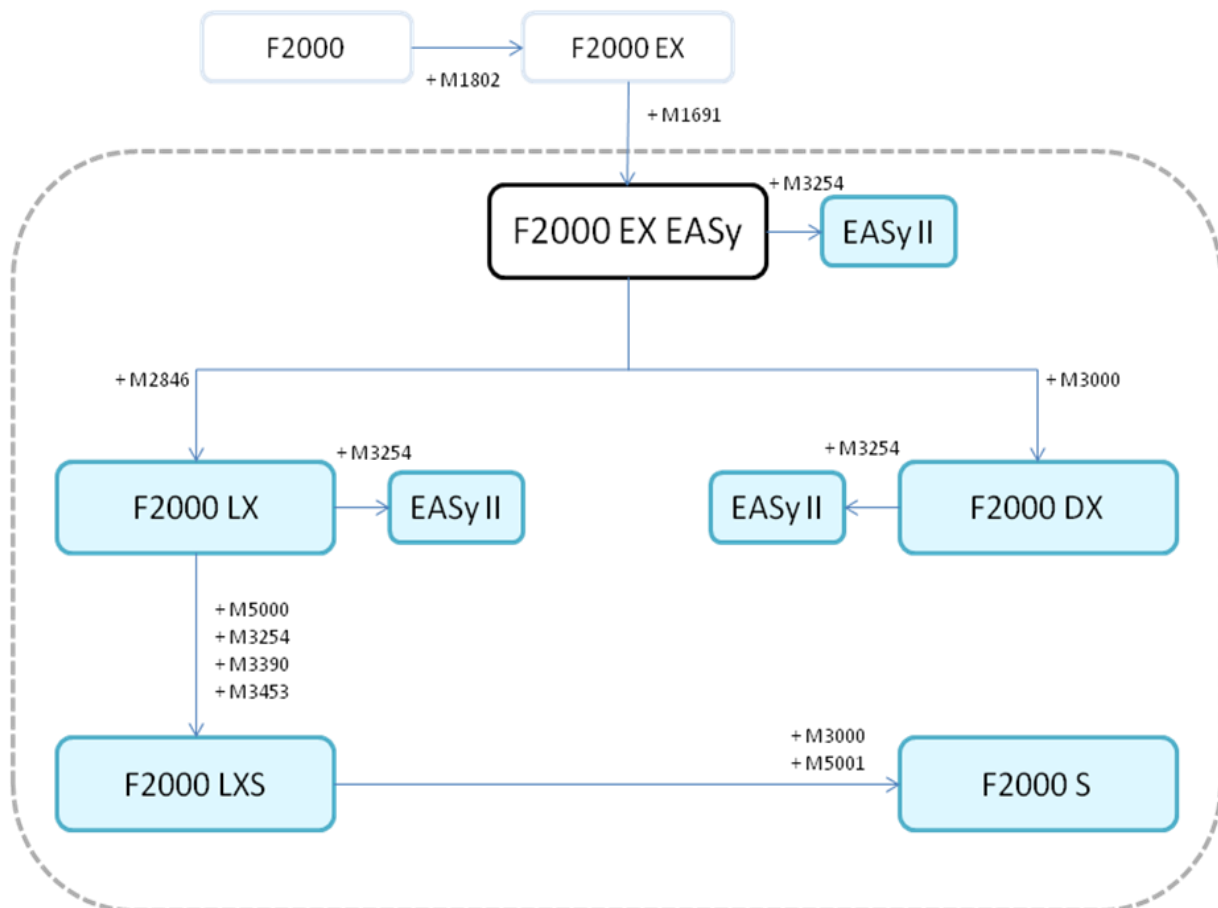 F2000
F2000 EX
+ M1802
+ M1691
+ M3254
F2000 EX EASy
EASy II
+ M2846
+ M3000
+ M3254
+ M3254
F2000 LX
EASy II
EASy II
F2000 DX
+ M5000
+ M3254
+ M3390
+ M3453
+ M3000
+ M5001
F2000 LXS
F2000 S